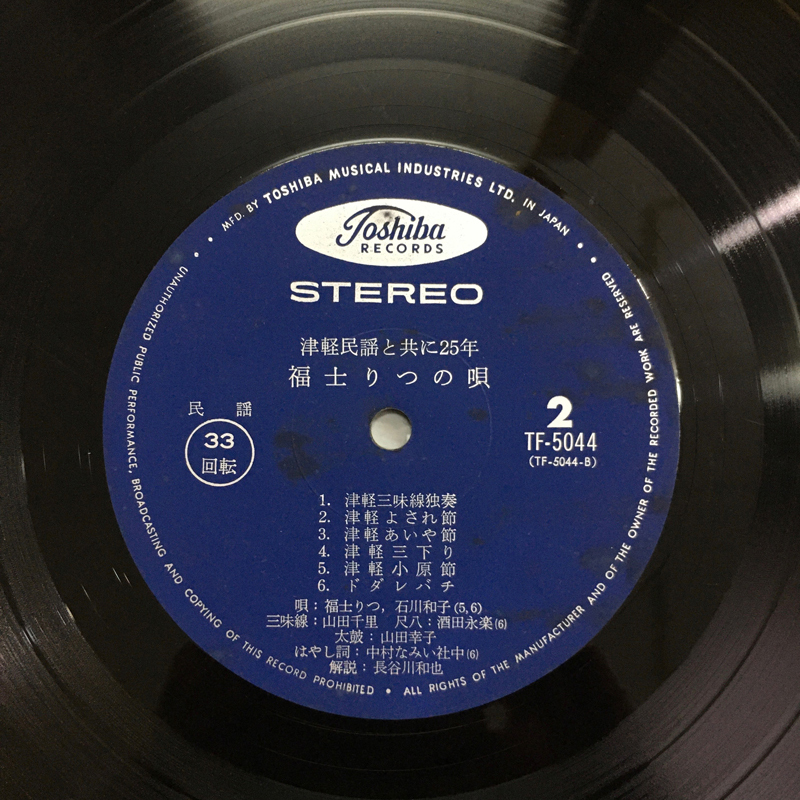 MFD. BY TOSHIBA MUSICAL INDUSTRIES LTD. IN JAPAN
Toshiba
RECORDS
STEREO
津軽民謡と共に25年
福士りつの唄
民謡
33
回転
2
TF-5044
(TF-5044-B)
1. 津軽三味線独奏
2. 津軽よされ節
3. 津軽あいや節
4. 津軽三下り
5. 津軽小原節
6. ドダレバチ
唄：福士りつ，石川和子(5,6)
三味線：山田千里 尺八：酒田永楽(6)
太鼓：山田幸子
はやし詞：中村なみい社中(6)
解説：長谷川和也
UNAUTHORIZED PUBLIC PERFORMANCE, BROADCASTING AND COPYING OF THIS RECORD PROHIBITED • ALL RIGHTS OF THE MANUFACTURER AND OF THE OWNER OF THE RECORDED WORK ARE RESERVED